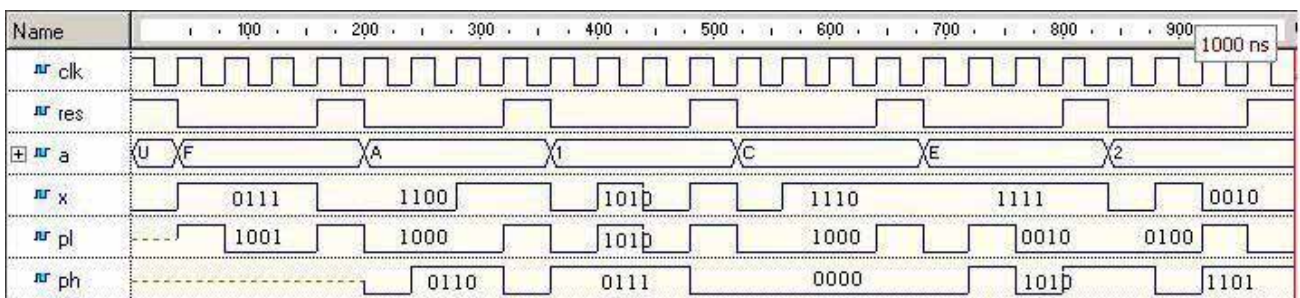 Name 100 200 300 400 500 600 700 800 900 1000 ns
clk
res
a U F A 1 C E 2
x 0111 1100 1010 1110 1111 0010
pl 1001 1000 1010 1000 0010 0100
ph 0110 0111 0000 1010 1101